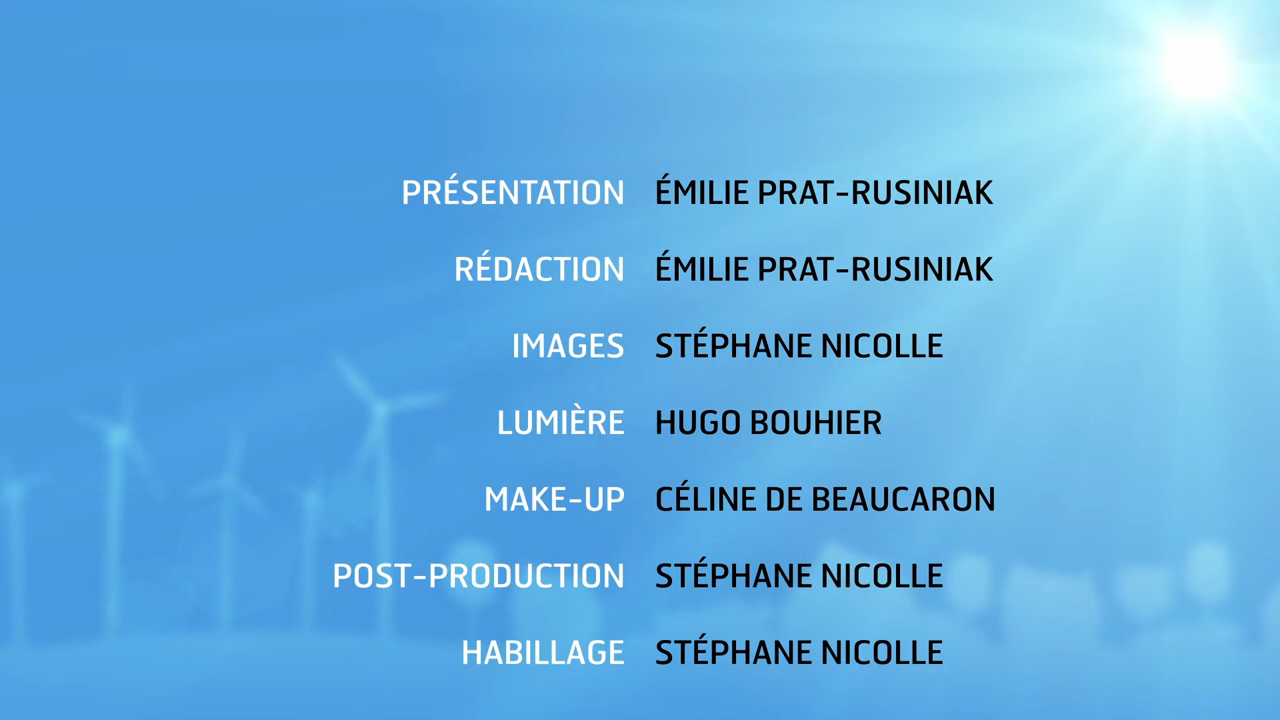 PRÉSENTATION ÉMILIE PRAT-RUSINIAK
RÉDACTION ÉMILIE PRAT-RUSINIAK
IMAGES STÉPHANE NICOLLE
LUMIÈRE HUGO BOUHIER
MAKE-UP CÉLINE DE BEAUCARON
POST-PRODUCTION STÉPHANE NICOLLE
HABILLAGE STÉPHANE NICOLLE